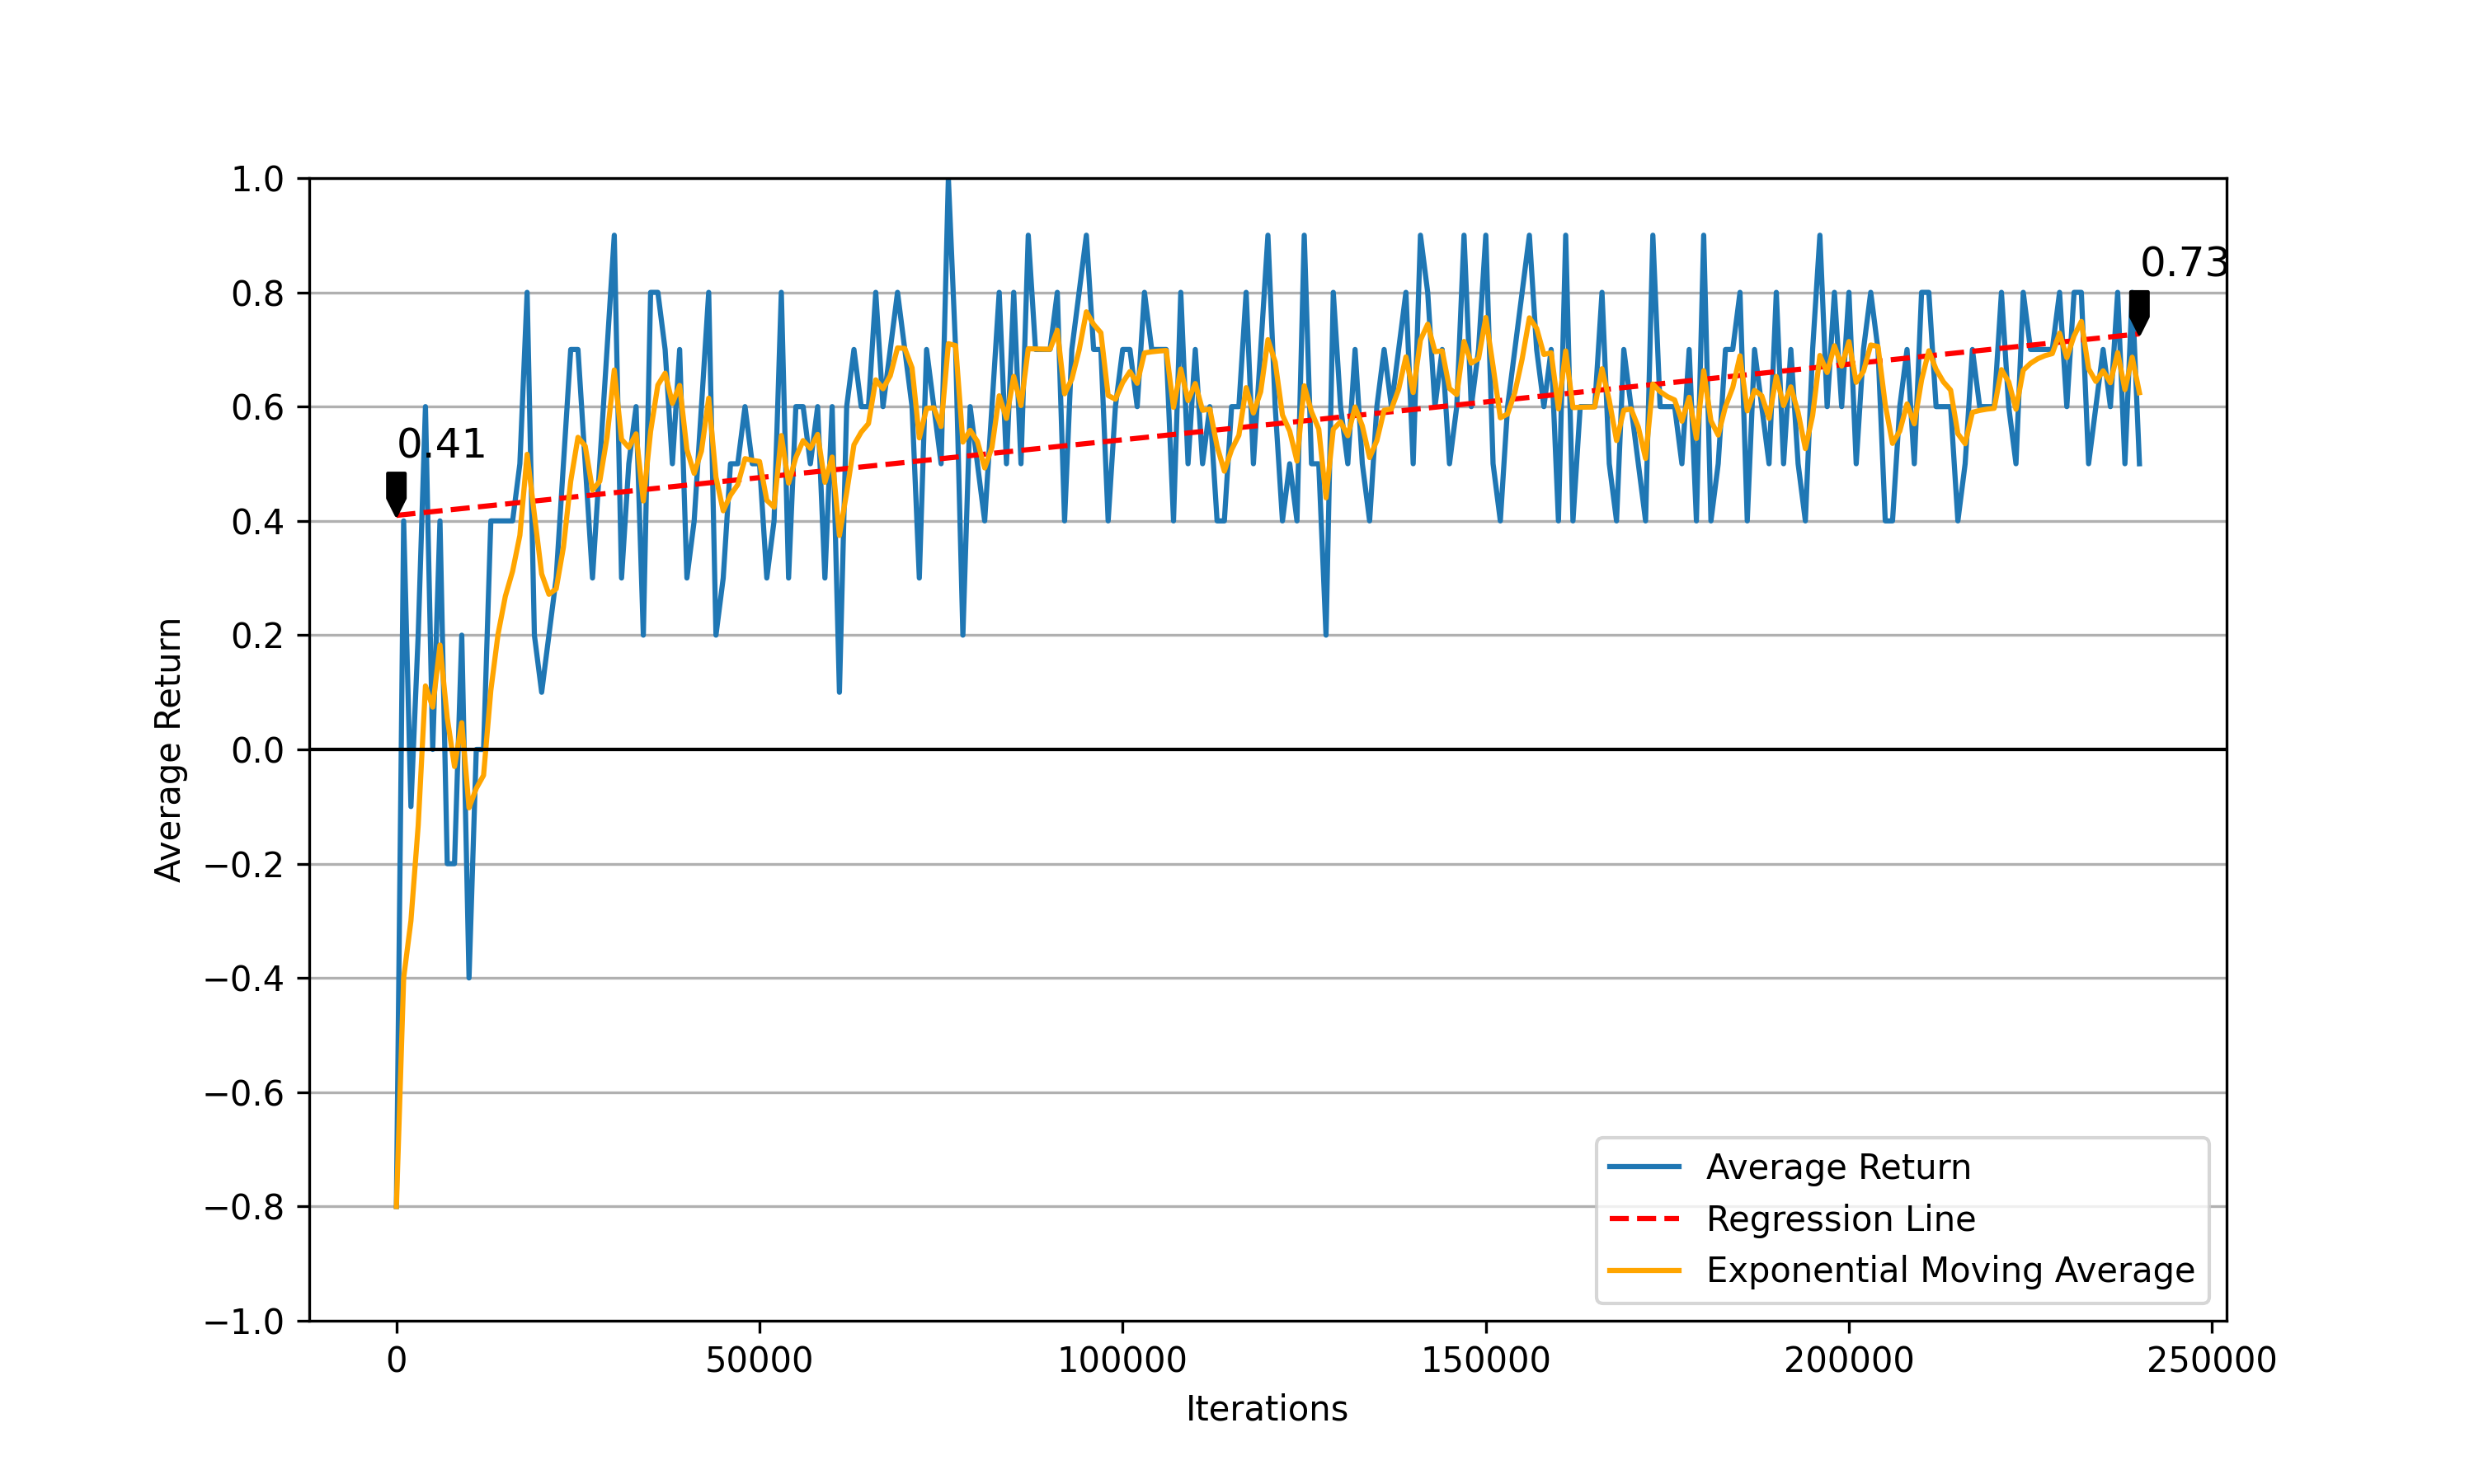 1.0
0.8
0.6
0.4
0.2
0.0
−0.2
−0.4
−0.6
−0.8
−1.0
Average Return
0.41
0.73
Average Return
Regression Line
Exponential Moving Average
0 50000 100000 150000 200000 250000
Iterations